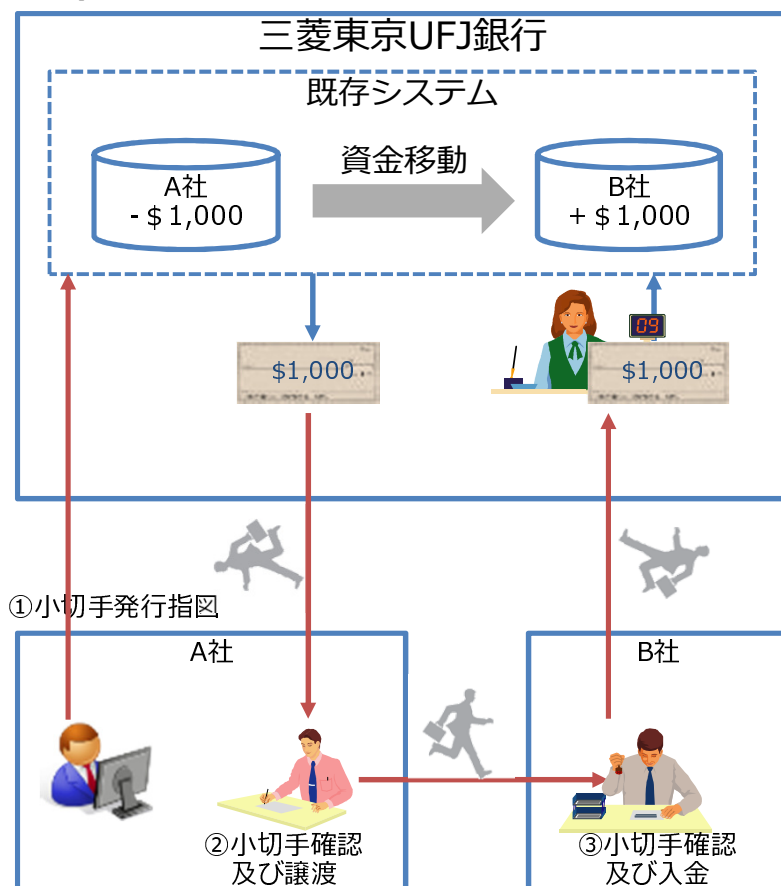 三菱東京UFJ銀行
既存システム
資金移動
A社
- $ 1,000
B社
+ $ 1,000
09
$1,000
$1,000
①小切手発行指図
A社
B社
②小切手確認
及び譲渡
③小切手確認
及び入金